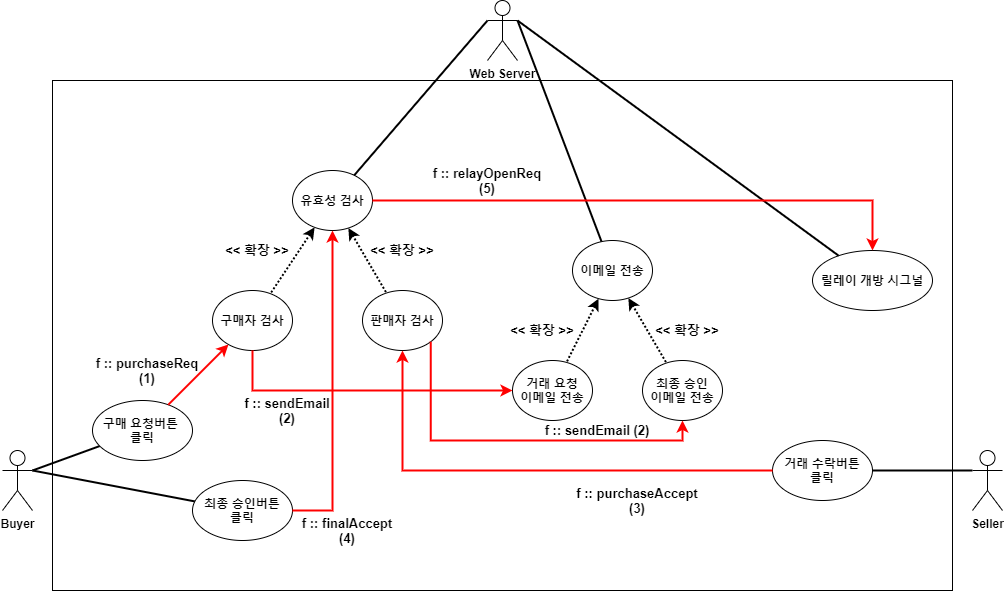 Web Server
f :: relayOpenReq
(5)
유효성 검사
<< 확장 >>
<< 확장 >>
이메일 전송
릴레이 개방 시그널
구매자 검사
판매자 검사
<< 확장 >>
<< 확장 >>
f :: purchaseReq
(1)
거래 요청
이메일 전송
최종 승인
이메일 전송
f :: sendEmail
(2)
구매 요청버튼
클릭
f :: sendEmail (2)
거래 수락버튼
클릭
f :: purchaseAccept
(3)
최종 승인버튼
클릭
f :: finalAccept
(4)
Buyer
Seller